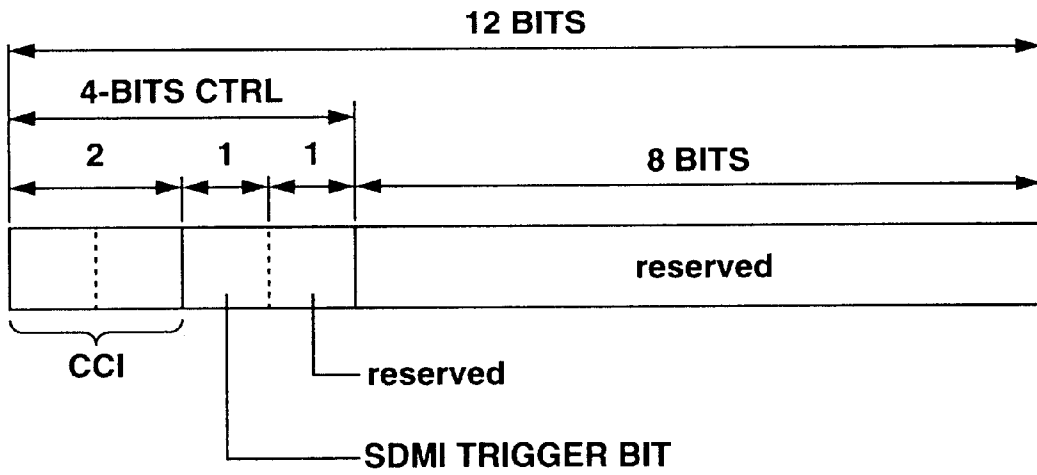 12 BITS
4-BITS CTRL
2 1 1 8 BITS
reserved
CCI
reserved
SDMI TRIGGER BIT